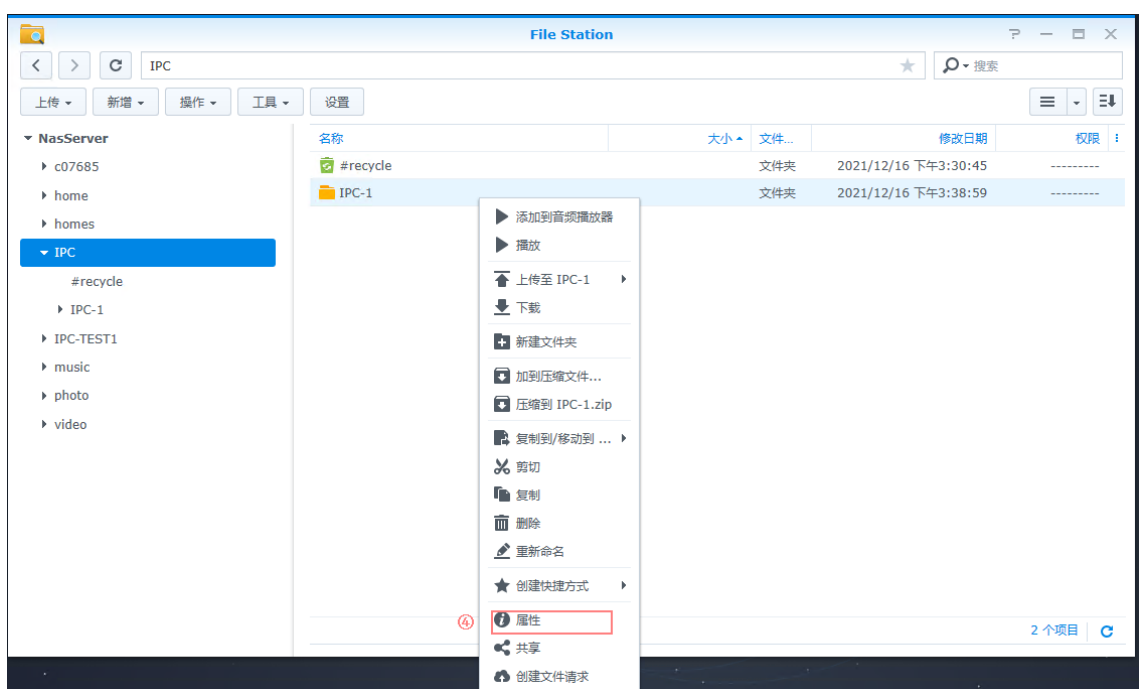 File Station
IPC
搜索
上传 新增 操作 工具 设置
NasServer
c07685
home
homes
IPC
#recycle
IPC-1
IPC-TEST1
music
photo
video
名称 大小 文件... 修改日期 权限
#recycle 文件夹 2021/12/16 下午3:30:45 ---------
IPC-1 文件夹 2021/12/16 下午3:38:59 ---------
添加到音频播放器
播放
上传至 IPC-1
下载
新建文件夹
加到压缩文件...
压缩到 IPC-1.zip
复制到/移动到 ...
剪切
复制
删除
重新命名
创建快捷方式
④ 属性
共享
创建文件请求
2 个项目